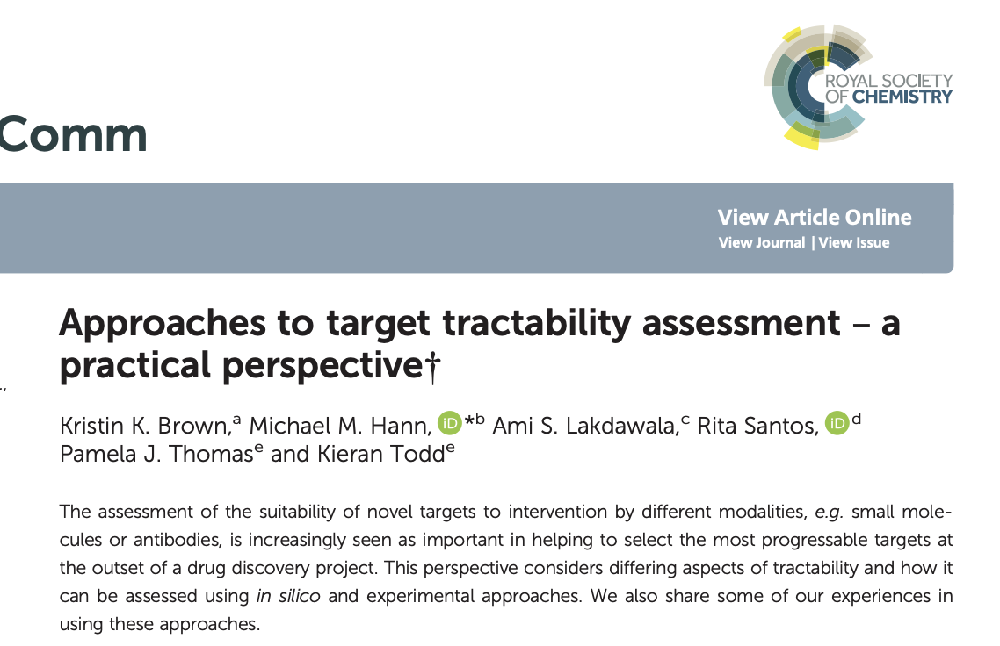 ROYAL SOCIETY
OF CHEMISTRY
Comm
View Article Online
View Journal | View Issue
Approaches to target tractability assessment – a
practical perspective†
.,
Kristin K. Brown,ᵃ Michael M. Hann, iD *ᵇ Ami S. Lakdawala,ᶜ Rita Santos, iD ᵈ
Pamela J. Thomasᵉ and Kieran Toddᵉ
The assessment of the suitability of novel targets to intervention by different modalities, e.g. small mole-
cules or antibodies, is increasingly seen as important in helping to select the most progressable targets at
the outset of a drug discovery project. This perspective considers differing aspects of tractability and how it
can be assessed using in silico and experimental approaches. We also share some of our experiences in
using these approaches.